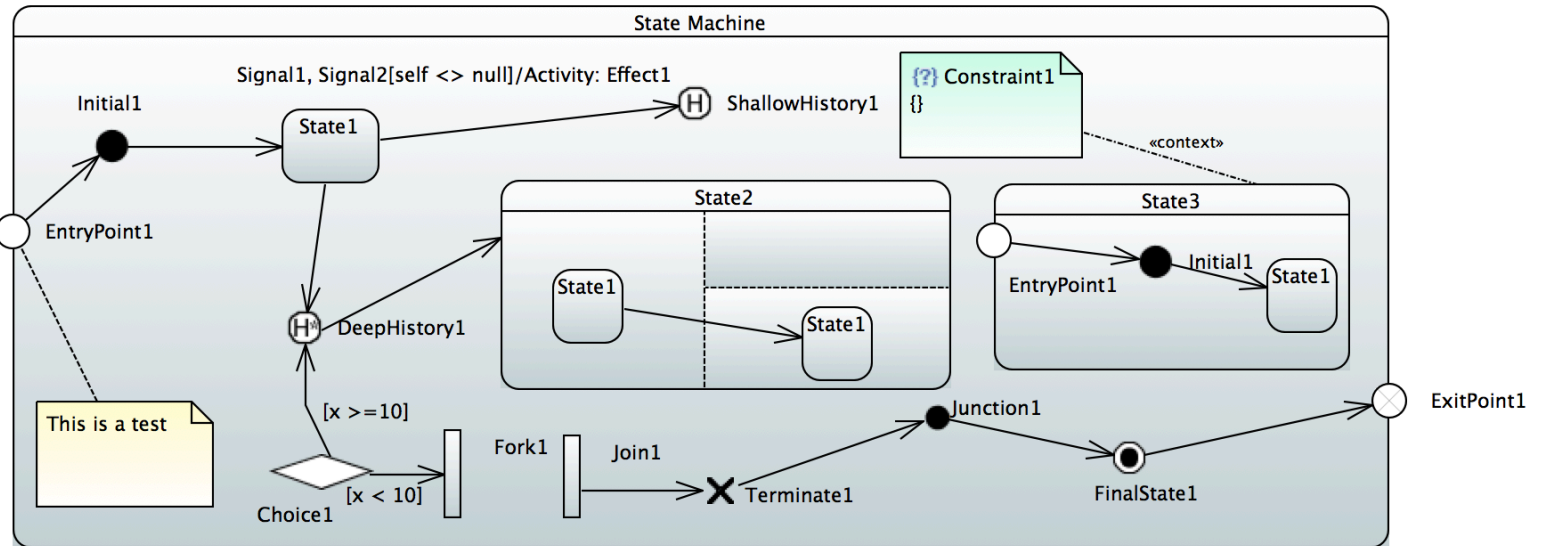 State Machine
Signal1, Signal2[self <> null]/Activity: Effect1
{?} Constraint1
{}
Initial1
ShallowHistory1
State1
«context»
State2
State3
EntryPoint1
Initial1
EntryPoint1
State1
State1
State1
H
H*
DeepHistory1
[x >=10]
Junction1
ExitPoint1
This is a test
Fork1
Join1
[x < 10]
Terminate1
FinalState1
Choice1